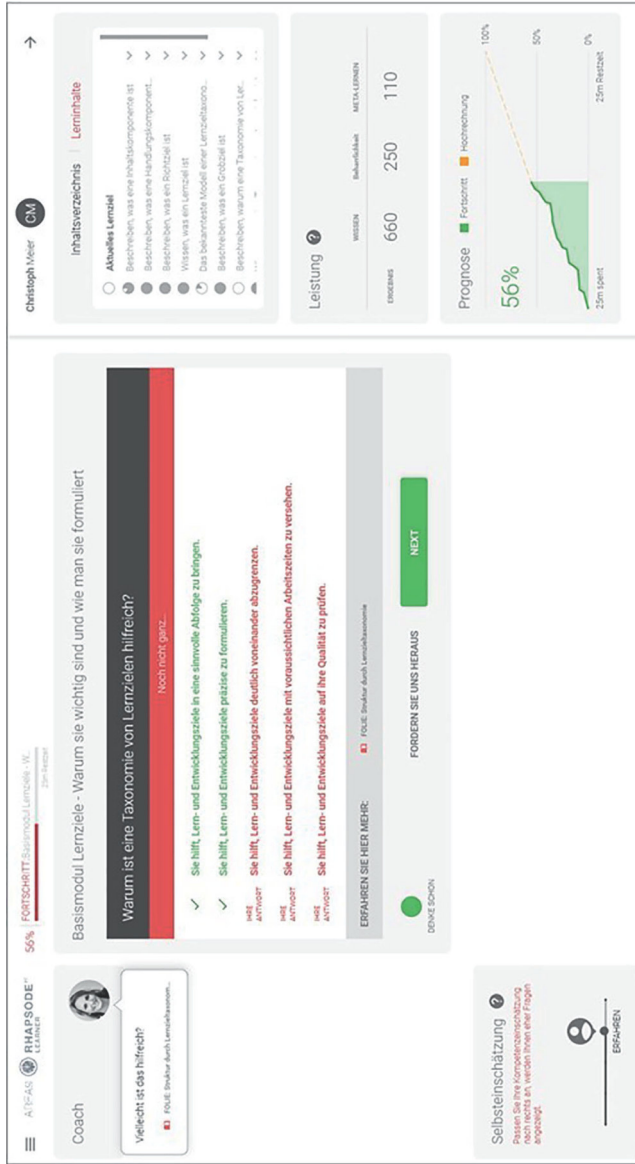 AREA9 RHAPSODE™
LEARNER
56% FORTSCHRITT: Basismodul Lernziele - W...
25m Restzeit
Christoph Meier CM
Coach
Vielleicht ist das hilfreich?
FOLIE: Struktur durch Lernzieltaxonom...
Selbsteinschätzung ?
Passen Sie Ihre Kompetenzeinschätzung
nach rechts an, werden Ihnen eher Fragen
angezeigt.
ERFAHREN
Basismodul Lernziele - Warum sie wichtig sind und wie man sie formuliert
Warum ist eine Taxonomie von Lernzielen hilfreich?
Noch nicht ganz...
Sie hilft, Lern- und Entwicklungsziele in eine sinnvolle Abfolge zu bringen.
Sie hilft, Lern- und Entwicklungsziele präzise zu formulieren.
IHRE ANTWORT Sie hilft, Lern- und Entwicklungsziele deutlich voneinander abzugrenzen.
IHRE ANTWORT Sie hilft, Lern- und Entwicklungsziele mit voraussichtlichen Arbeitszeiten zu versehen.
IHRE ANTWORT Sie hilft, Lern- und Entwicklungsziele auf ihre Qualität zu prüfen.
ERFAHREN SIE HIER MEHR: FOLIE: Struktur durch Lernzieltaxonomie
DENKE SCHON
FORDERN SIE UNS HERAUS
NEXT
Inhaltsverzeichnis | Lerninhalte
Aktuelles Lernziel
Beschreiben, was eine Inhaltskomponente ist
Beschreiben, was eine Handlungskomponent...
Beschreiben, was ein Richtziel ist
Wissen, was ein Lernziel ist
Das bekannteste Modell einer Lernzieltaxono...
Beschreiben, was ein Grobziel ist
Beschreiben, warum eine Taxonomie von Ler...
Leistung ?
WISSEN Beharrlichkeit META-LERNEN
ERGEBNIS 660 250 110
Prognose Fortschritt Hochrechnung
56%
100%
50%
0%
25m spent 25m Restzeit